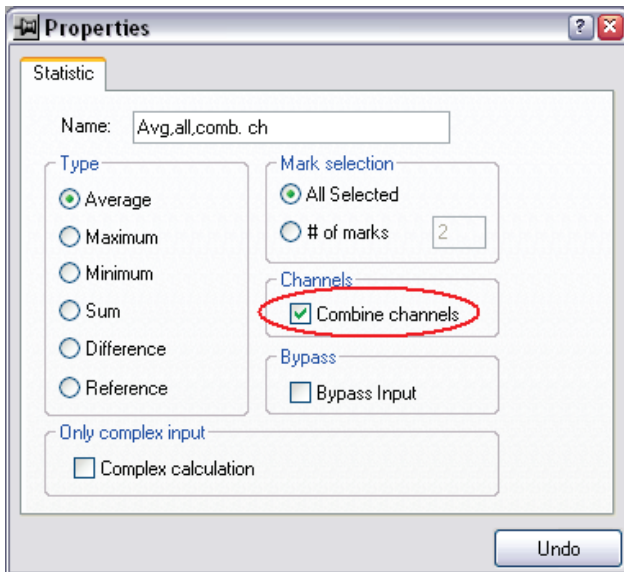 Properties
Statistic
Name: Avg,all,comb. ch
Type
Average
Maximum
Minimum
Sum
Difference
Reference
Mark selection
All Selected
# of marks 2
Channels
Combine channels
Bypass
Bypass Input
Only complex input
Complex calculation
Undo